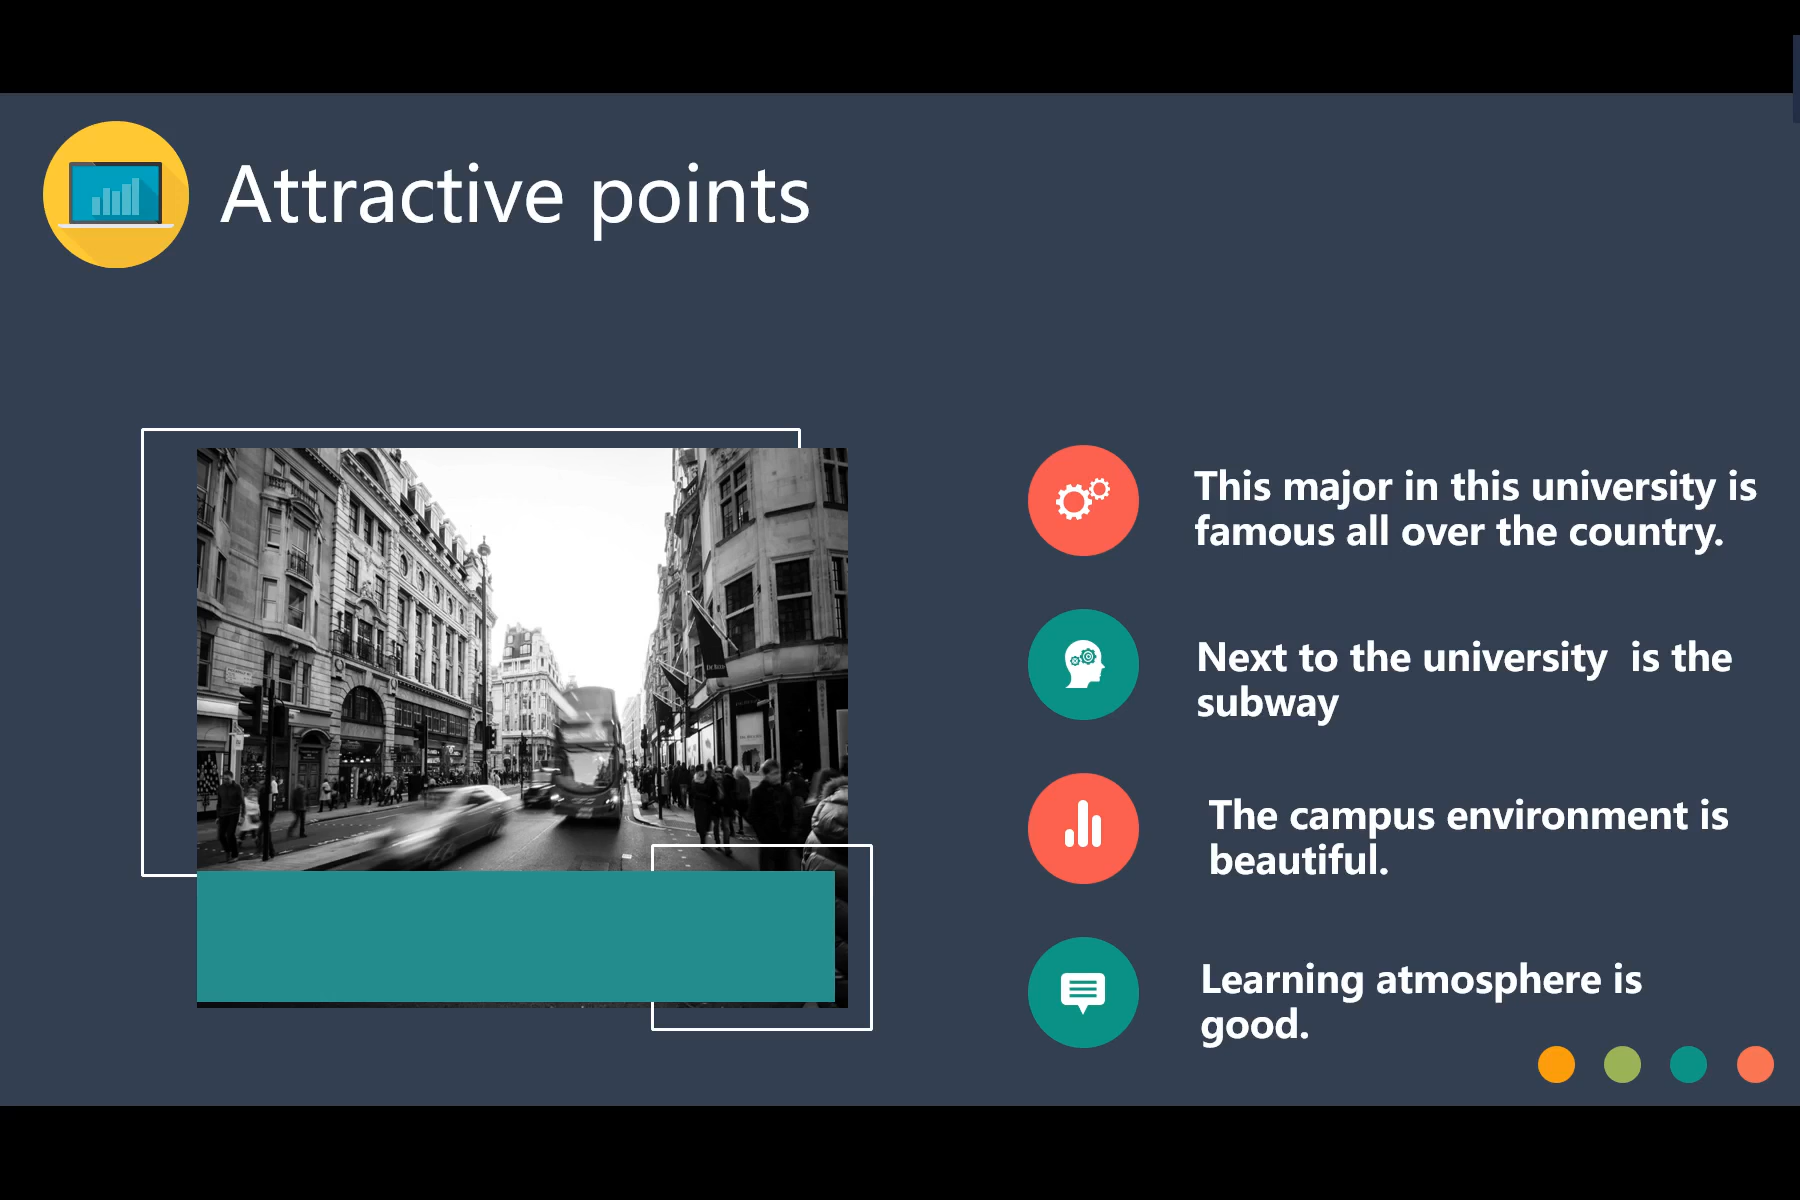 Attractive points
This major in this university is
famous all over the country.
Next to the university  is the
subway
The campus environment is
beautiful.
Learning atmosphere is
good.